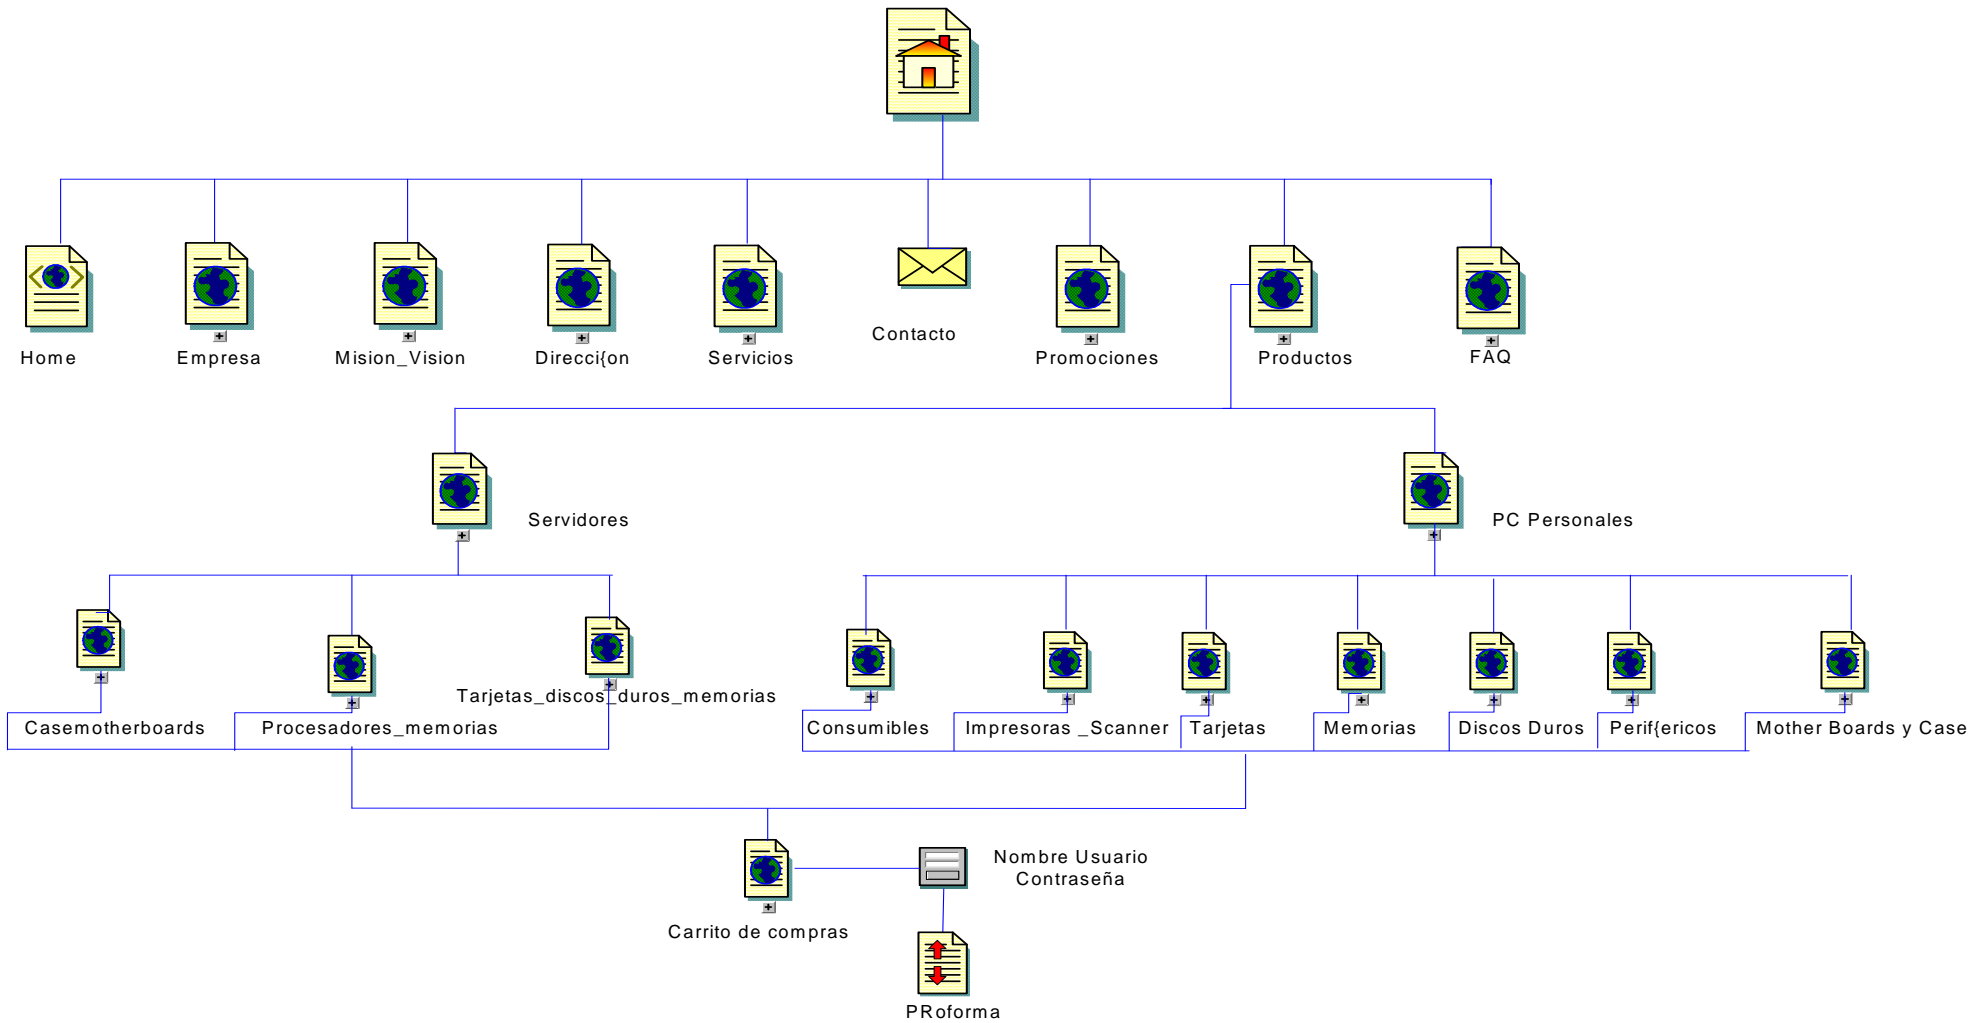 Home
Empresa
Mision_Vision
Direcci{on
Servicios
Contacto
Promociones
Productos
FAQ
Servidores
PC Personales
Casemotherboards
Procesadores_memorias
Tarjetas_discos_duros_memorias
Consumibles
Impresoras _Scanner
Tarjetas
Memorias
Discos Duros
Perif{ericos
Mother Boards y Case
Carrito de compras
Nombre Usuario
Contraseña
PRoforma